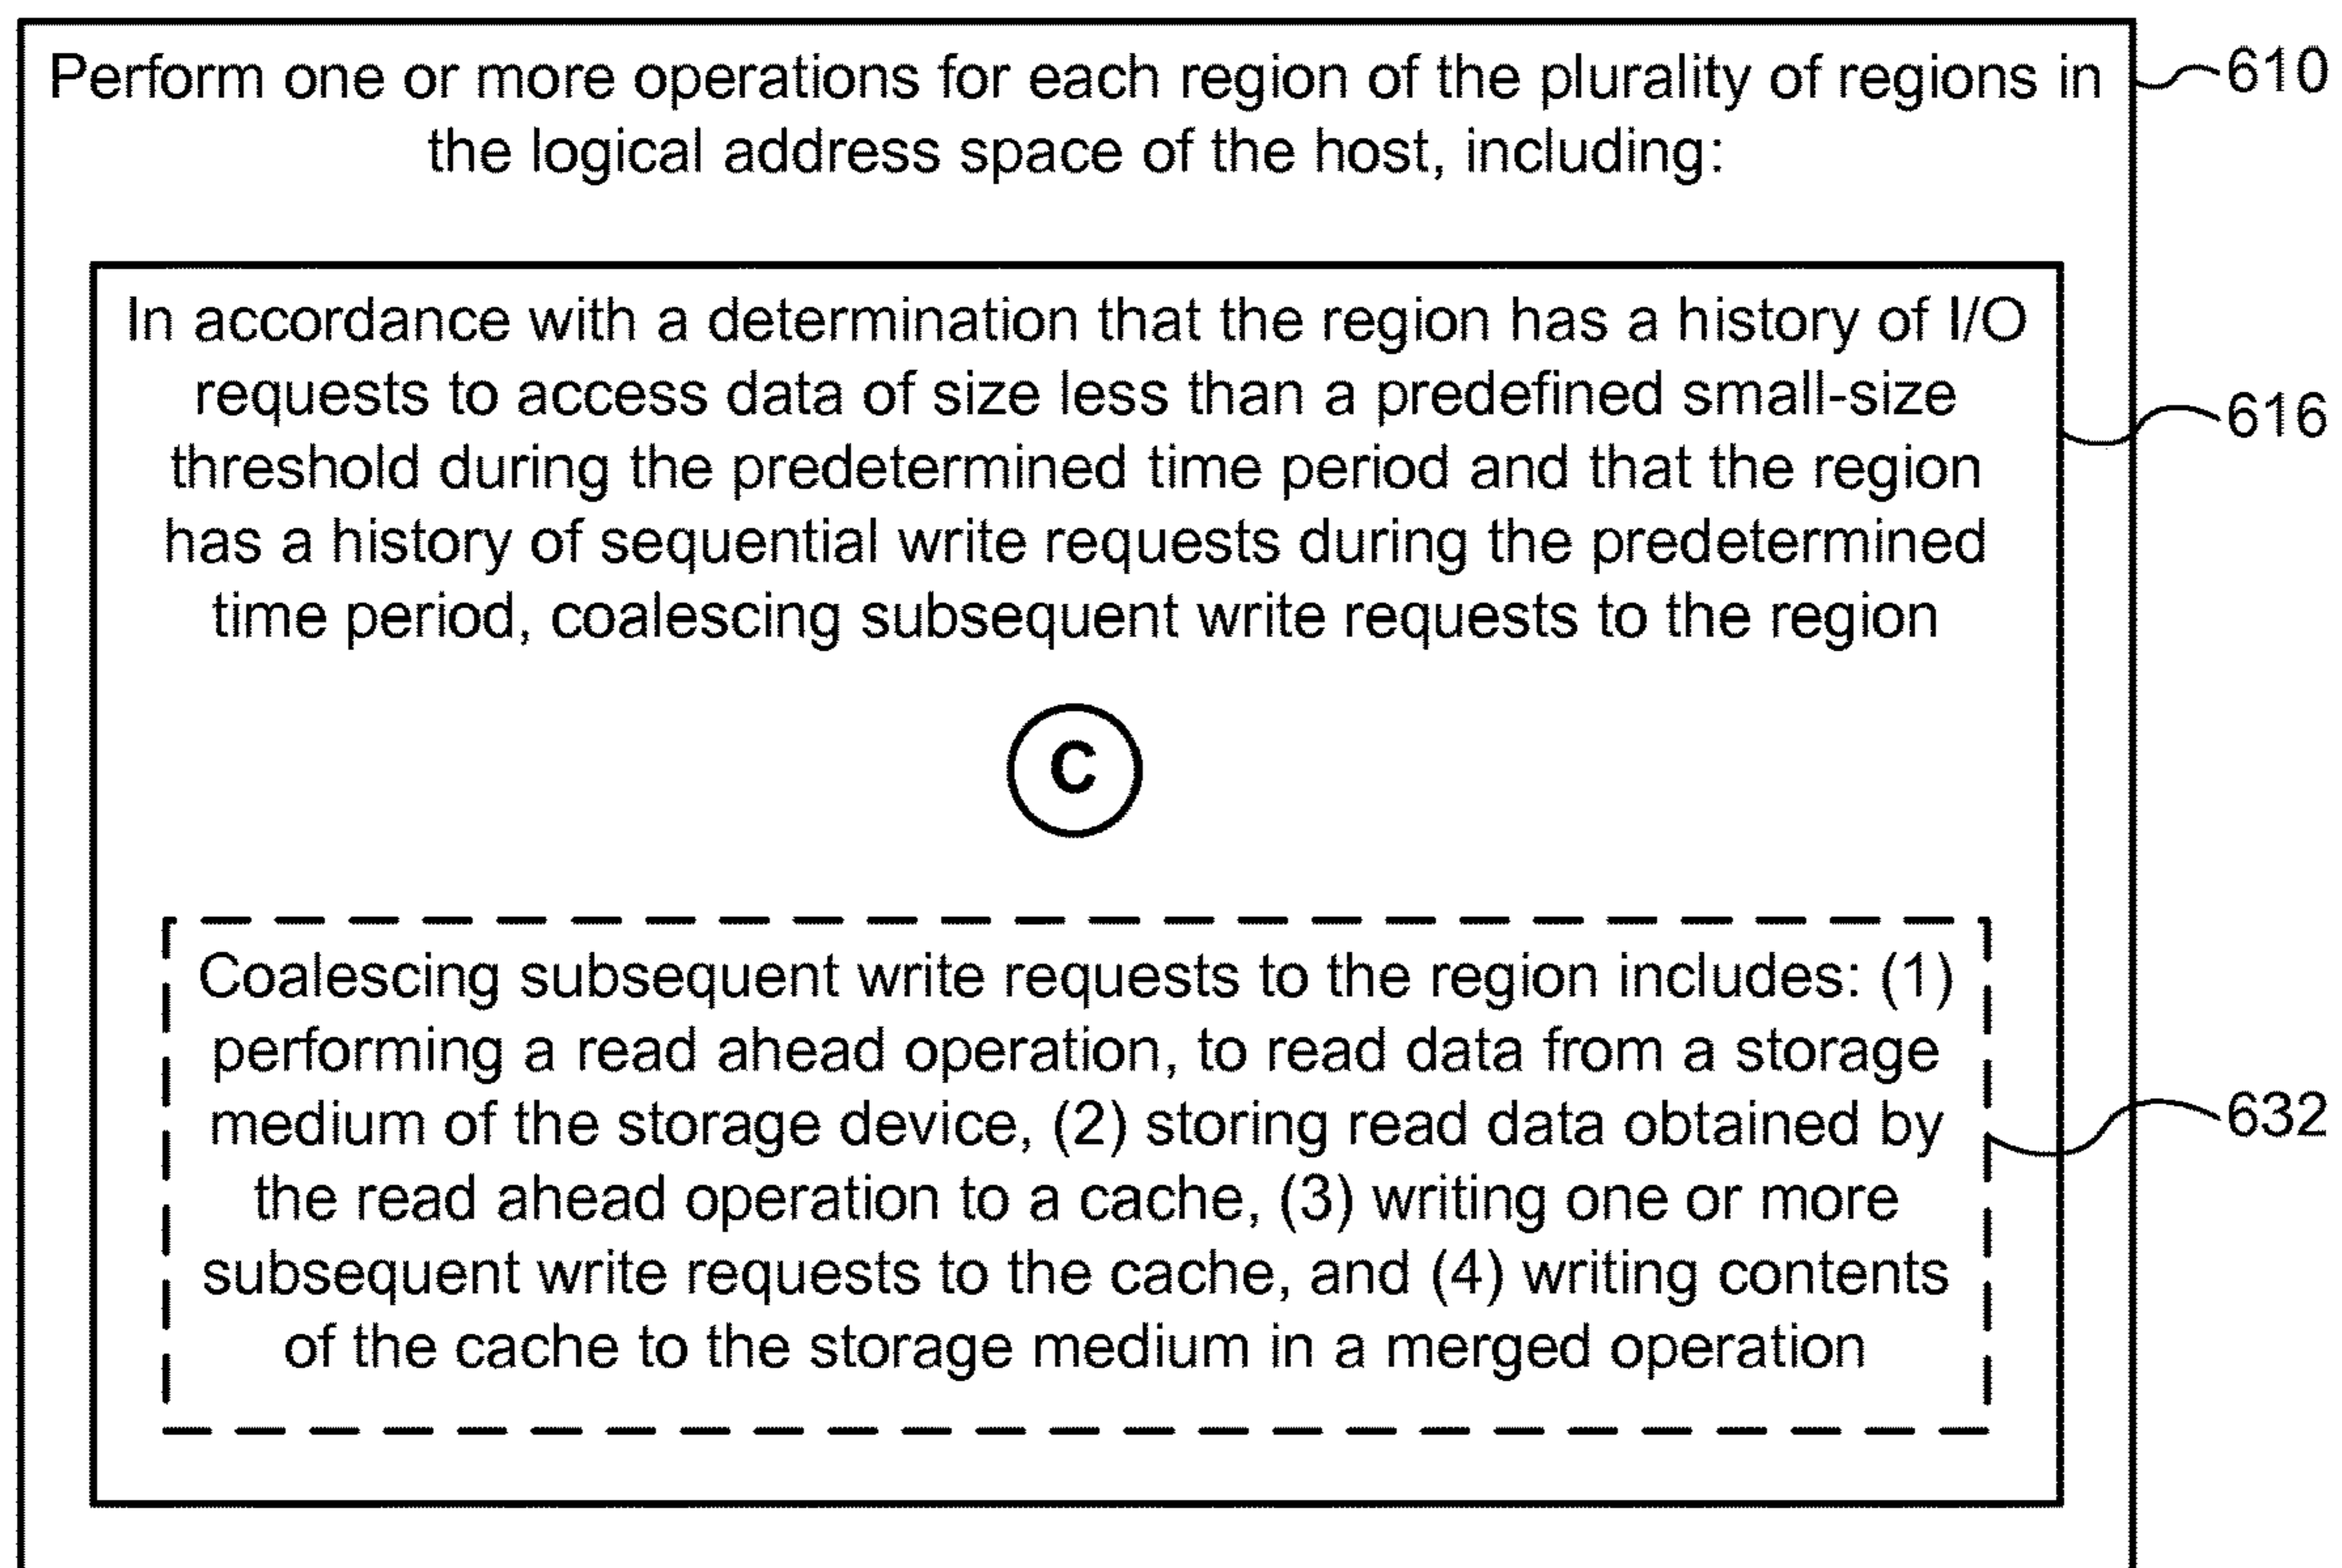 Perform one or more operations for each region of the plurality of regions in
the logical address space of the host, including:
610
In accordance with a determination that the region has a history of I/O
requests to access data of size less than a predefined small-size
threshold during the predetermined time period and that the region
has a history of sequential write requests during the predetermined
time period, coalescing subsequent write requests to the region
616
C
Coalescing subsequent write requests to the region includes: (1)
performing a read ahead operation, to read data from a storage
medium of the storage device, (2) storing read data obtained by
the read ahead operation to a cache, (3) writing one or more
subsequent write requests to the cache, and (4) writing contents
of the cache to the storage medium in a merged operation
632